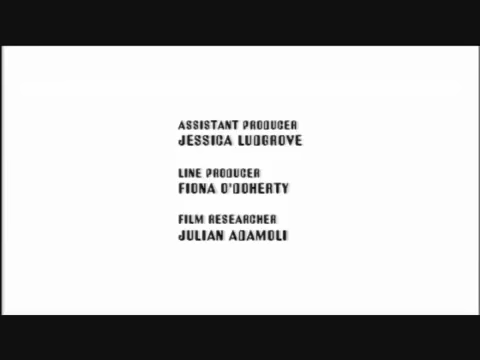 ASSISTANT PRODUCER
JESSICA LUDGROVE
LINE PRODUCER
FIONA O'DOHERTY
FILM RESEARCHER
JULIAN ADAMOLI